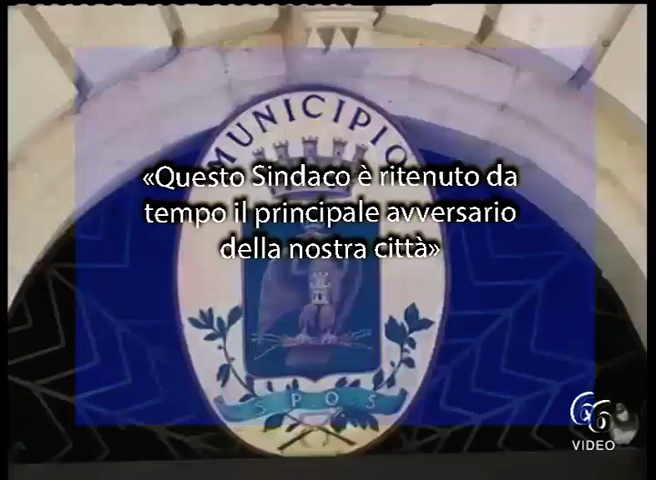 MUNICIPIO
«Questo Sindaco è ritenuto da
tempo il principale avversario
della nostra città»
S P Q S
VIDEO